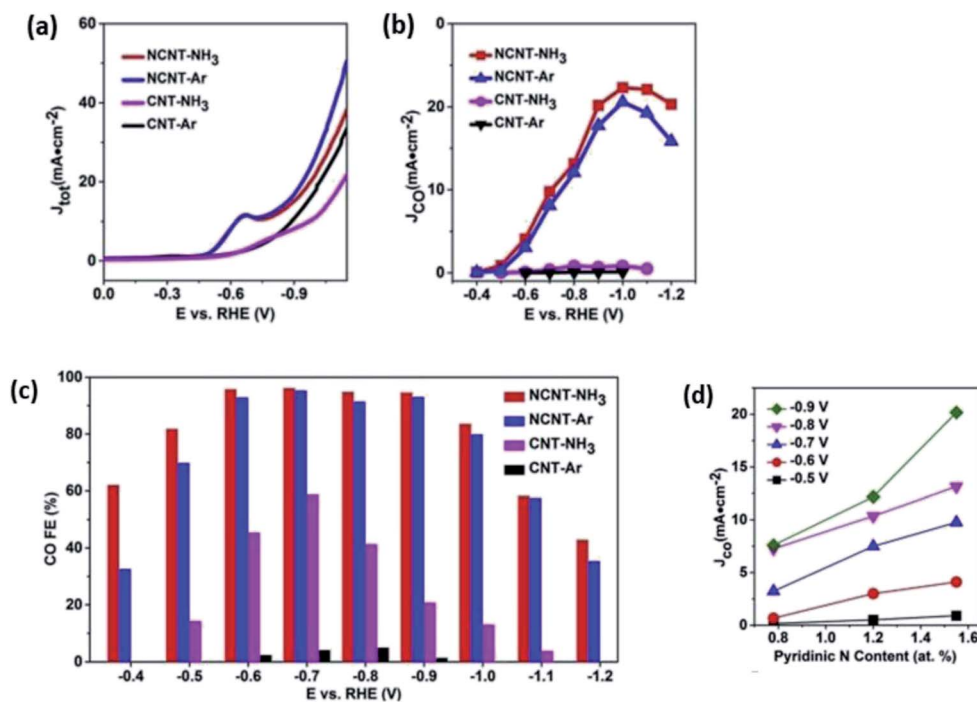 (a)
60
40
20
0
J_tot(mA•cm⁻²)
NCNT-NH₃
NCNT-Ar
CNT-NH₃
CNT-Ar
0.0 -0.3 -0.6 -0.9
E vs. RHE (V)
(b)
0
20
10
0
J_CO(mA•cm⁻²)
NCNT-NH₃
NCNT-Ar
CNT-NH₃
CNT-Ar
-0.4 -0.6 -0.8 -1.0 -1.2
E vs. RHE (V)
(c)
100
80
60
40
20
0
CO FE (%)
NCNT-NH₃
NCNT-Ar
CNT-NH₃
CNT-Ar
-0.4 -0.5 -0.6 -0.7 -0.8 -0.9 -1.0 -1.1 -1.2
E vs. RHE (V)
(d)
20
15
10
5
0
J_co(mA•cm⁻²)
-0.9 V
-0.8 V
-0.7 V
-0.6 V
-0.5 V
0.8 1.0 1.2 1.4 1.6
Pyridinic N Content (at. %)